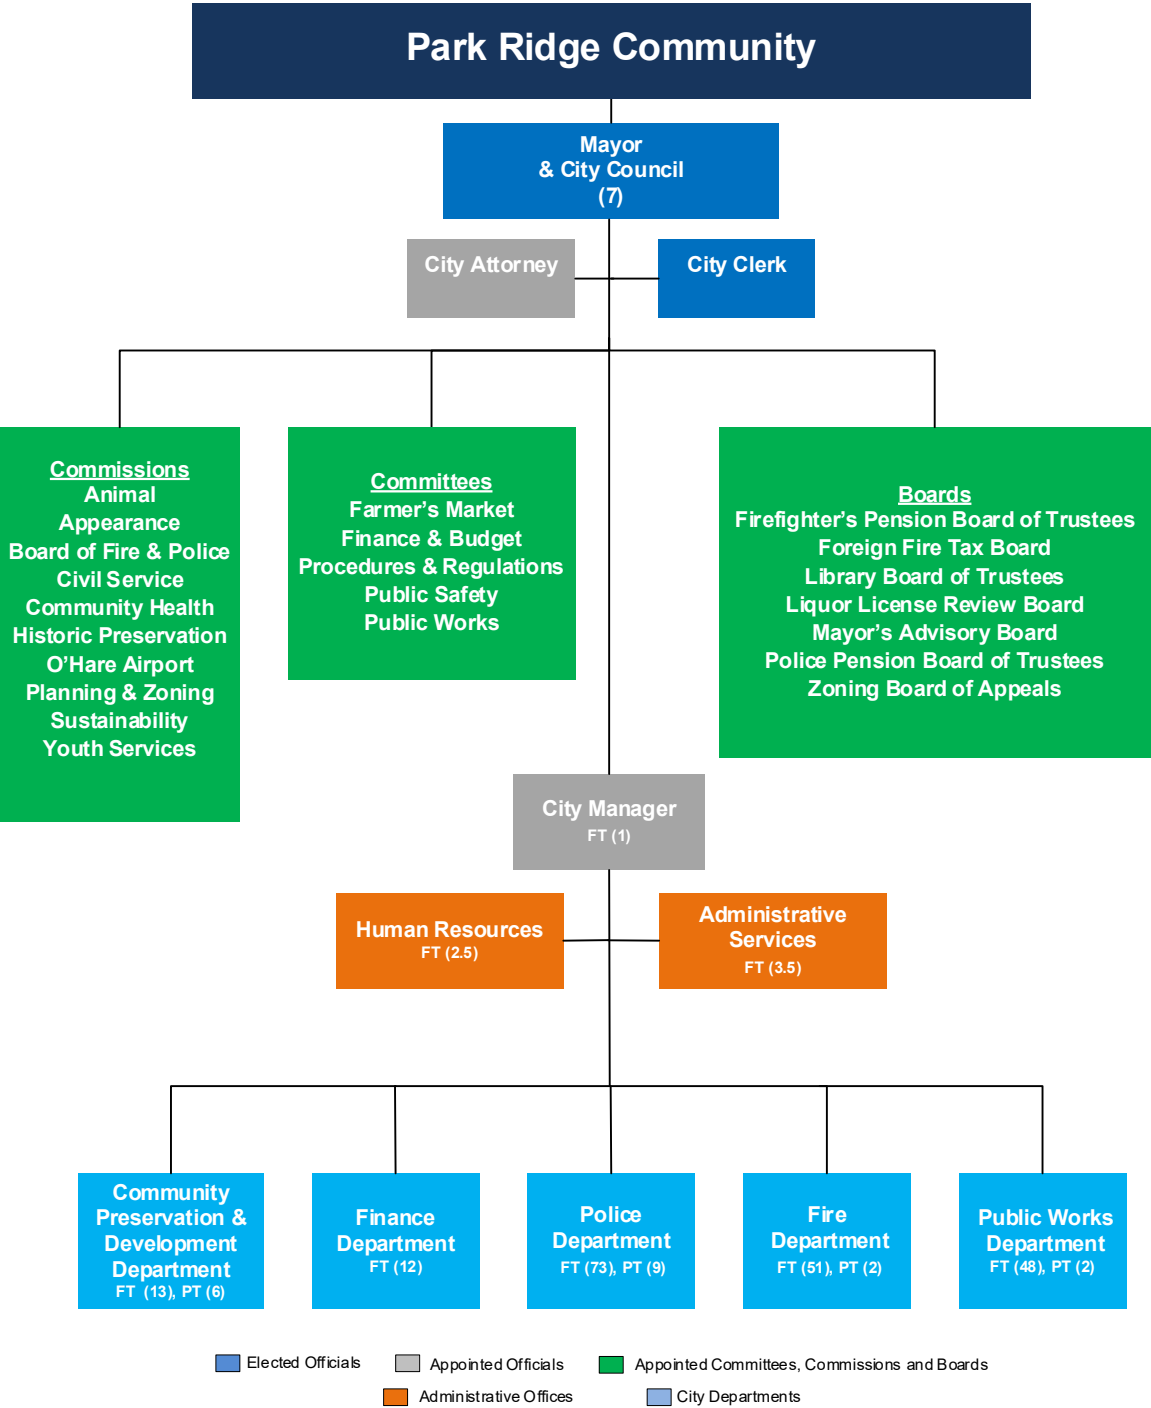 Park Ridge Community
Mayor
& City Council
(7)
City Attorney
City Clerk
Commissions
Animal
Appearance
Board of Fire & Police
Civil Service
Community Health
Historic Preservation
O'Hare Airport
Planning & Zoning
Sustainability
Youth Services
Committees
Farmer's Market
Finance & Budget
Procedures & Regulations
Public Safety
Public Works
Boards
Firefighter's Pension Board of Trustees
Foreign Fire Tax Board
Library Board of Trustees
Liquor License Review Board
Mayor's Advisory Board
Police Pension Board of Trustees
Zoning Board of Appeals
City Manager
FT (1)
Human Resources
FT (2.5)
Administrative
Services
FT (3.5)
Community
Preservation &
Development
Department
FT (13), PT (6)
Finance
Department
FT (12)
Police
Department
FT (73), PT (9)
Fire
Department
FT (51), PT (2)
Public Works
Department
FT (48), PT (2)
Elected Officials
Appointed Officials
Appointed Committees, Commissions and Boards
Administrative Offices
City Departments